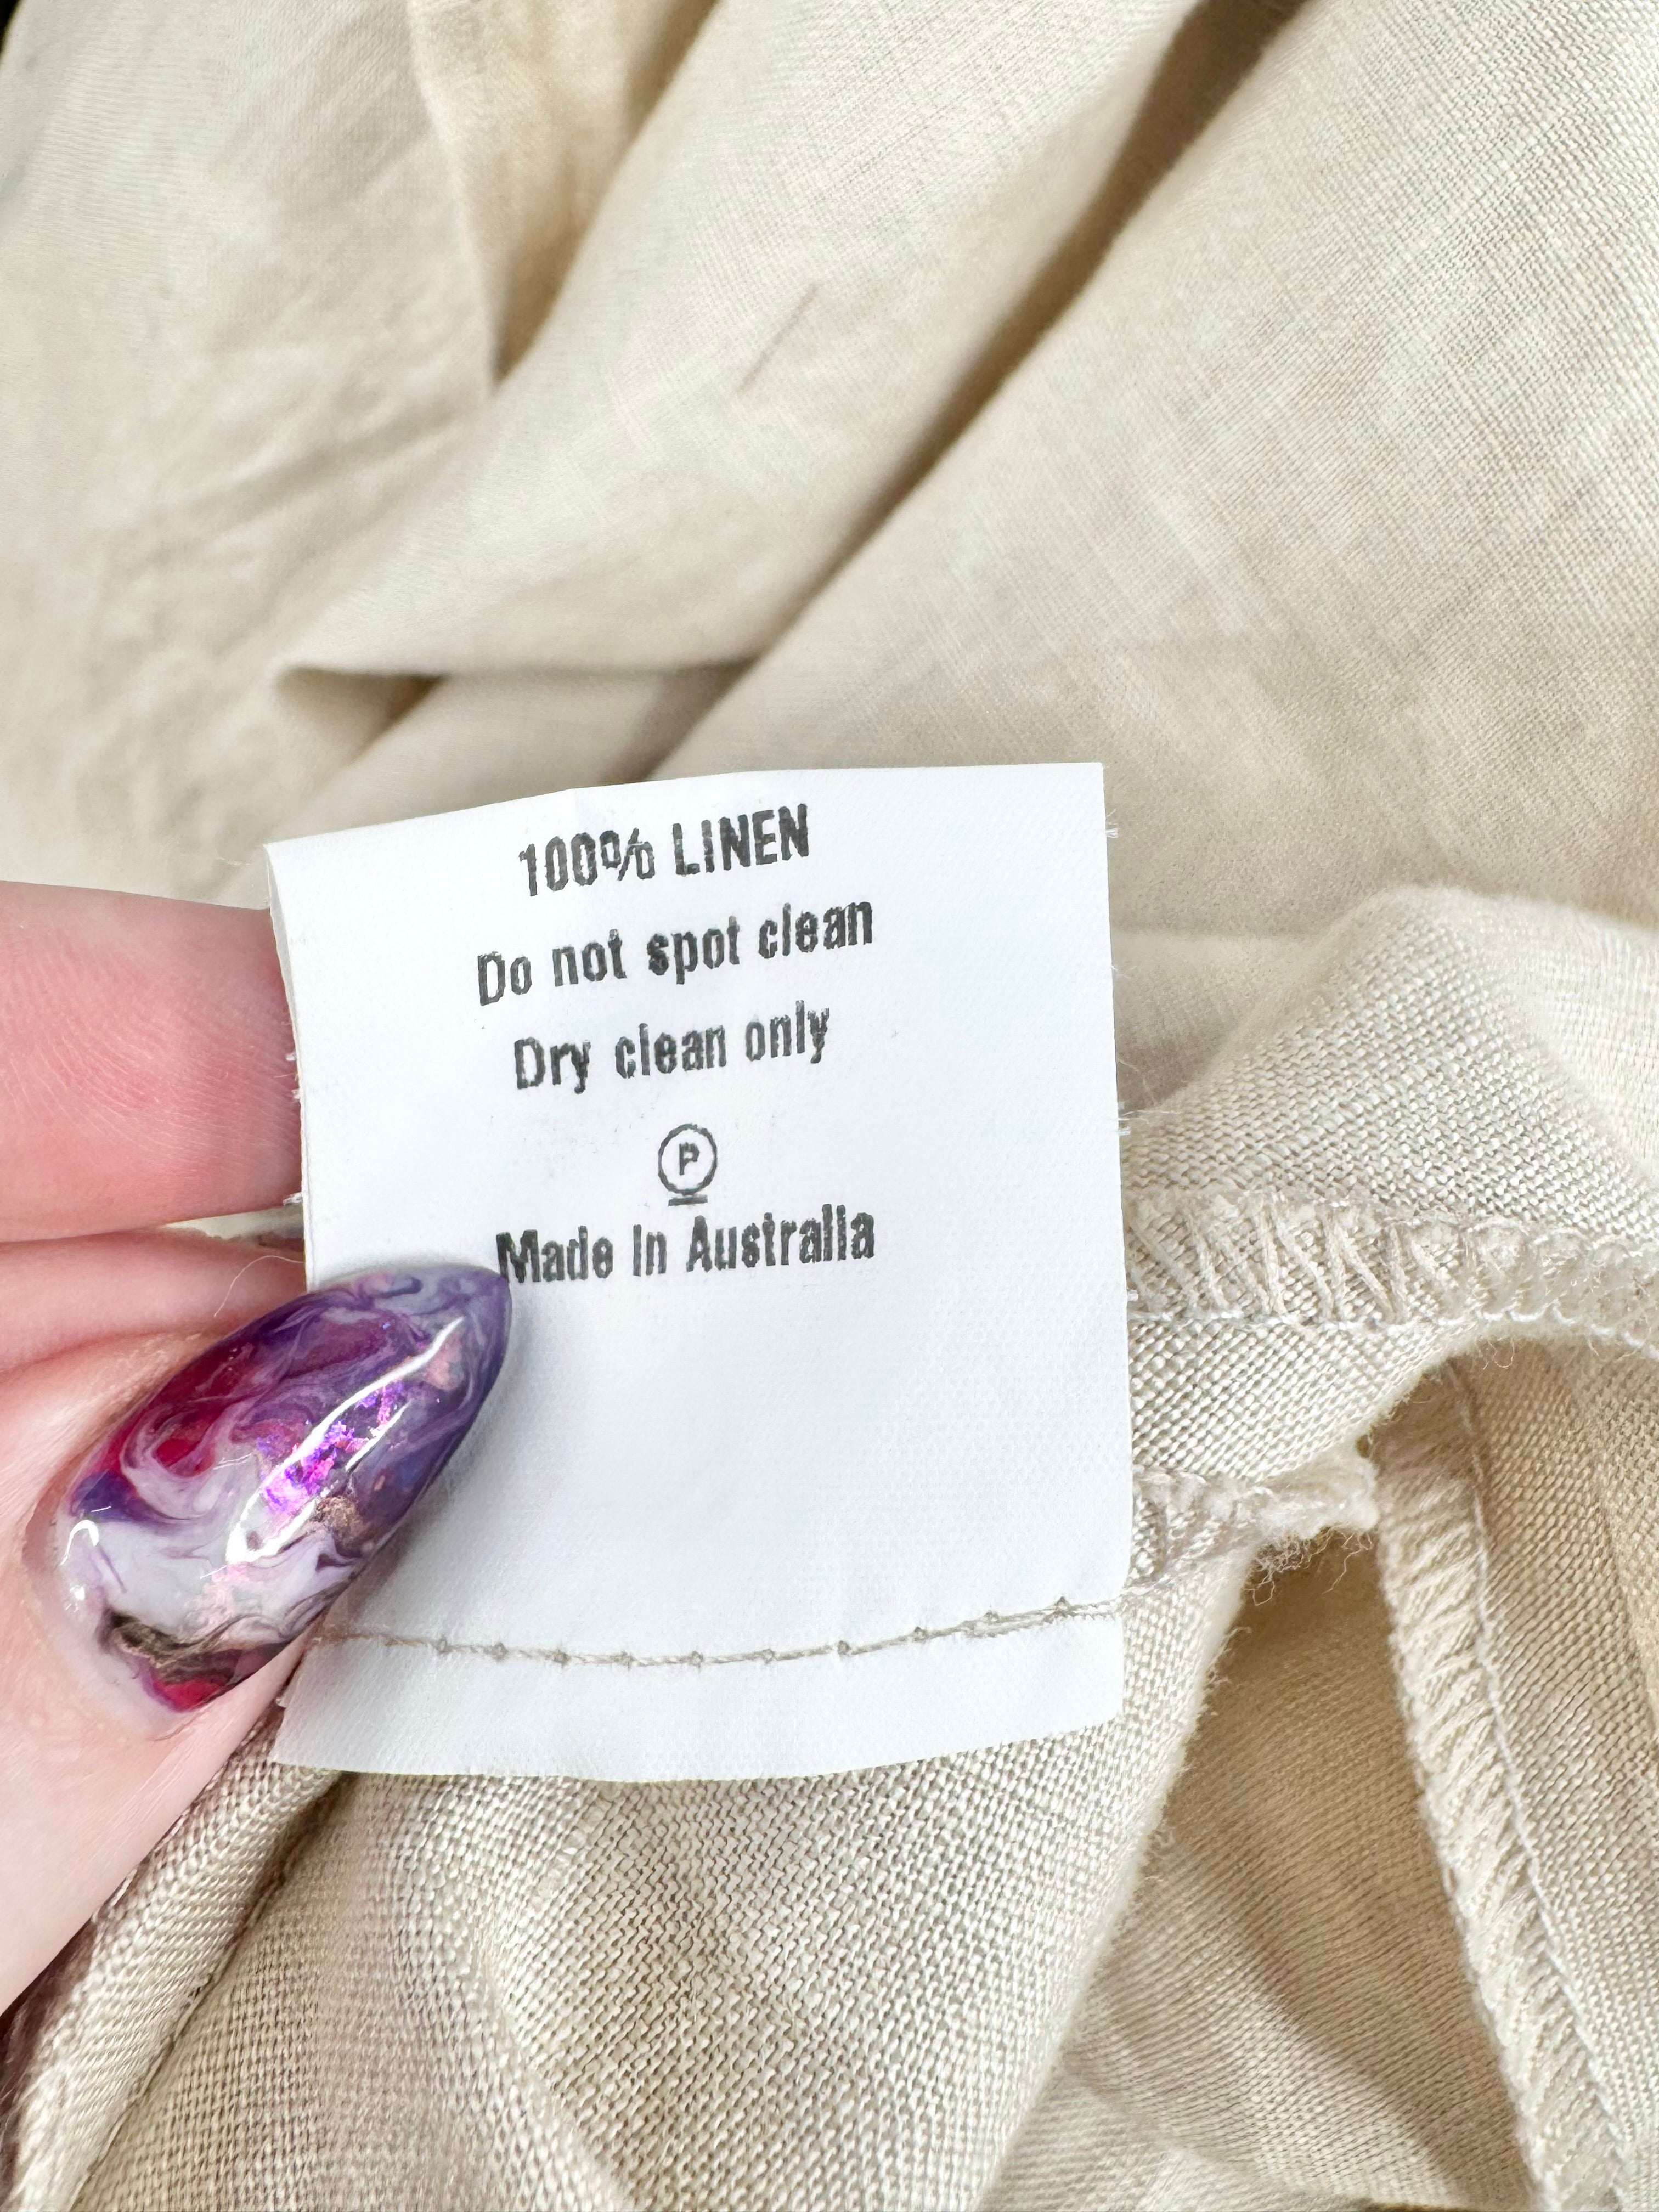 100% LINEN
Do not spot clean
Dry clean only
P
Made In Australia